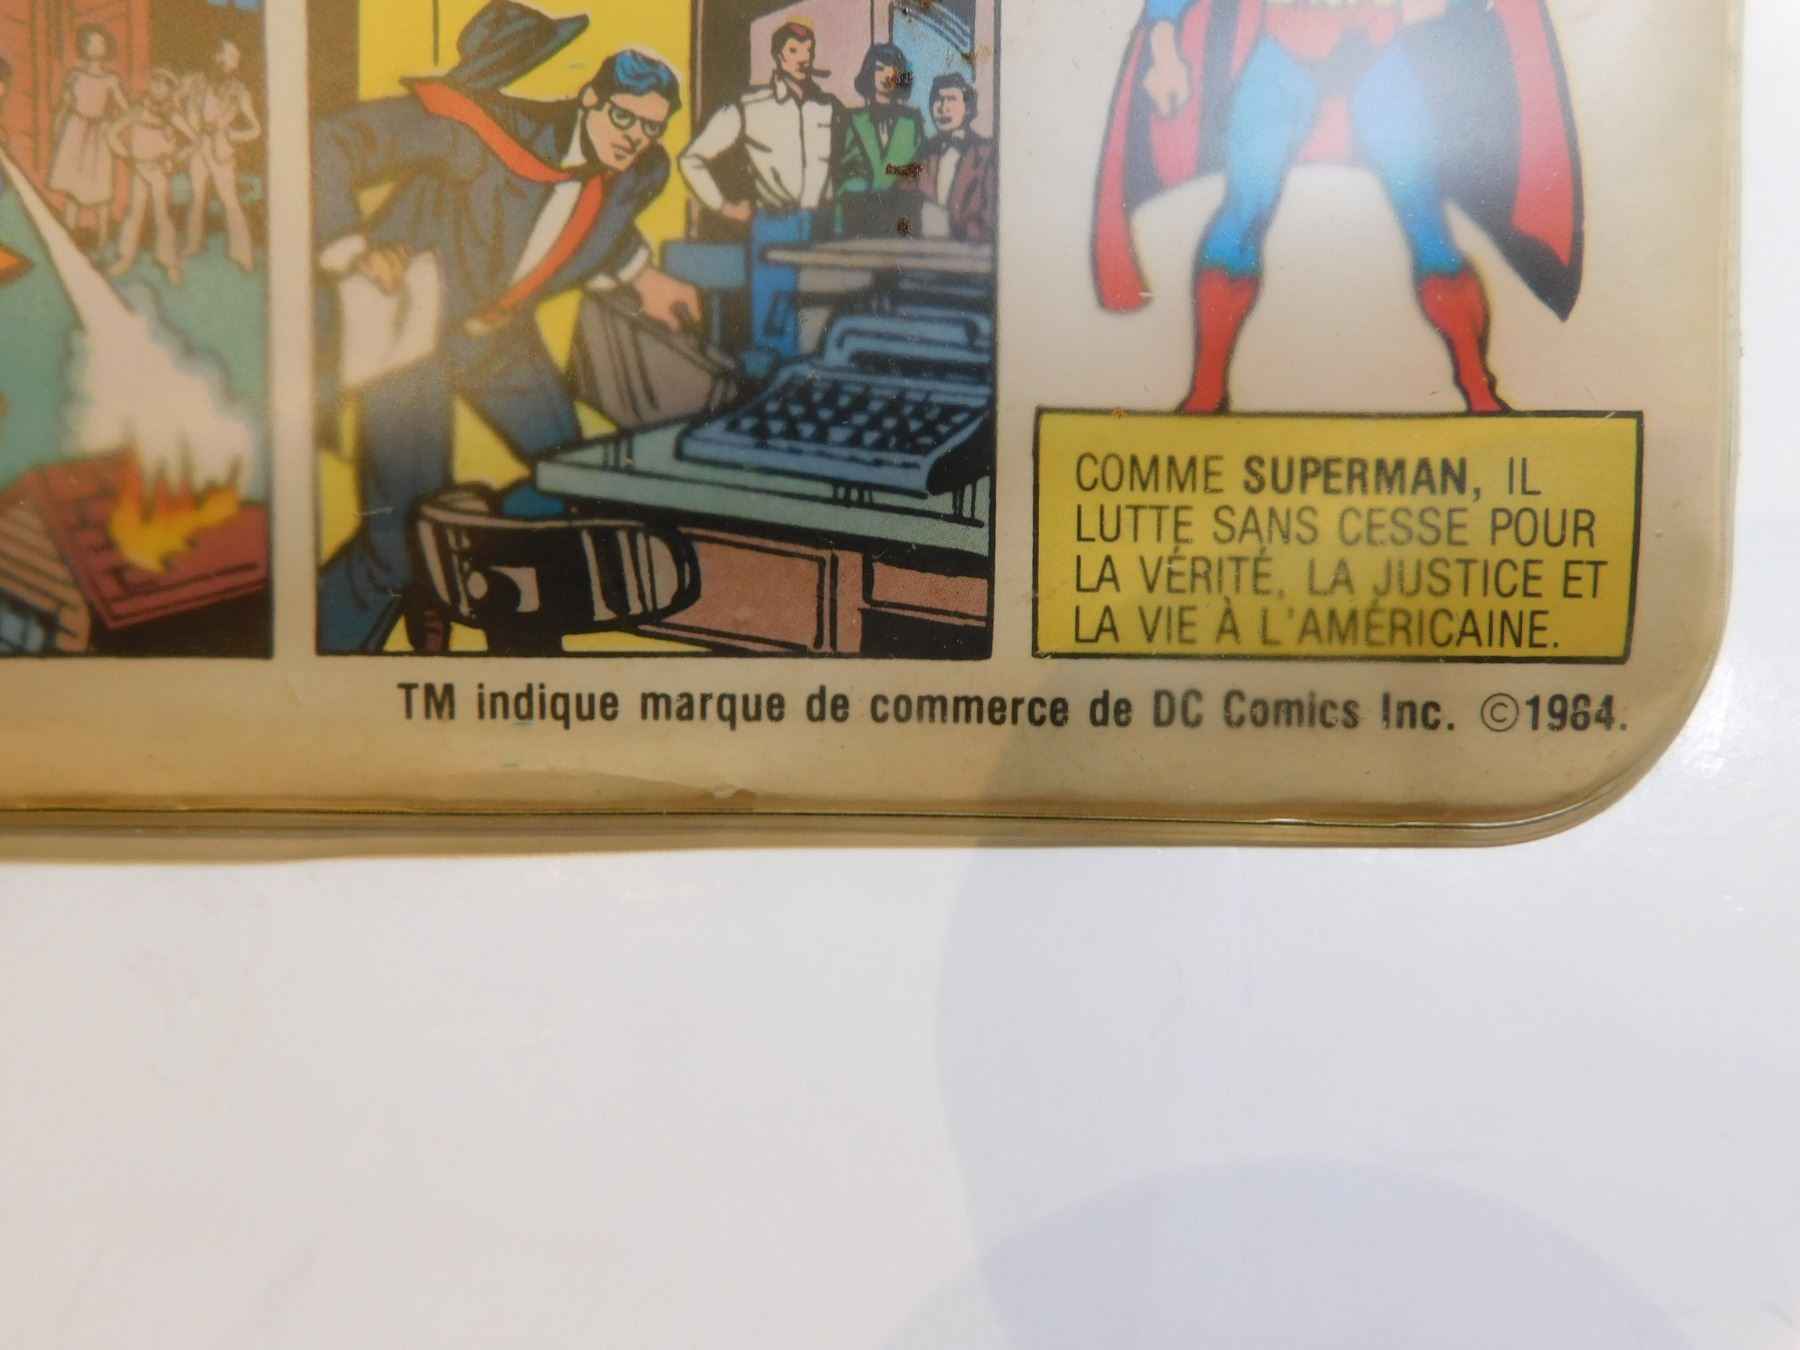 COMME SUPERMAN, IL
LUTTE SANS CESSE POUR
LA VÉRITÉ, LA JUSTICE ET
LA VIE À L'AMÉRICAINE.
TM indique marque de commerce de DC Comics Inc. ©1984.